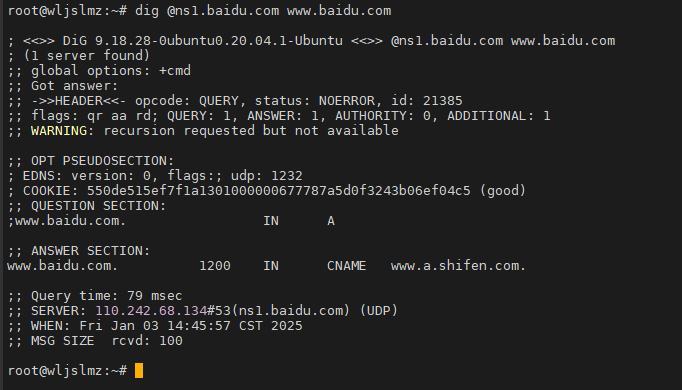 root@wljslmz:~# dig @ns1.baidu.com www.baidu.com
; <<>> DiG 9.18.28-0ubuntu0.20.04.1-Ubuntu <<>> @ns1.baidu.com www.baidu.com
; (1 server found)
;; global options: +cmd
;; Got answer:
;; ->>HEADER<<- opcode: QUERY, status: NOERROR, id: 21385
;; flags: qr aa rd; QUERY: 1, ANSWER: 1, AUTHORITY: 0, ADDITIONAL: 1
;; WARNING: recursion requested but not available
;; OPT PSEUDOSECTION:
; EDNS: version: 0, flags:; udp: 1232
; COOKIE: 550de515ef7f1a1301000000677787a5d0f3243b06ef04c5 (good)
;; QUESTION SECTION:
;www.baidu.com. IN A
;; ANSWER SECTION:
www.baidu.com. 1200 IN CNAME www.a.shifen.com.
;; Query time: 79 msec
;; SERVER: 110.242.68.134#53(ns1.baidu.com) (UDP)
;; WHEN: Fri Jan 03 14:45:57 CST 2025
;; MSG SIZE rcvd: 100
root@wljslmz:~#